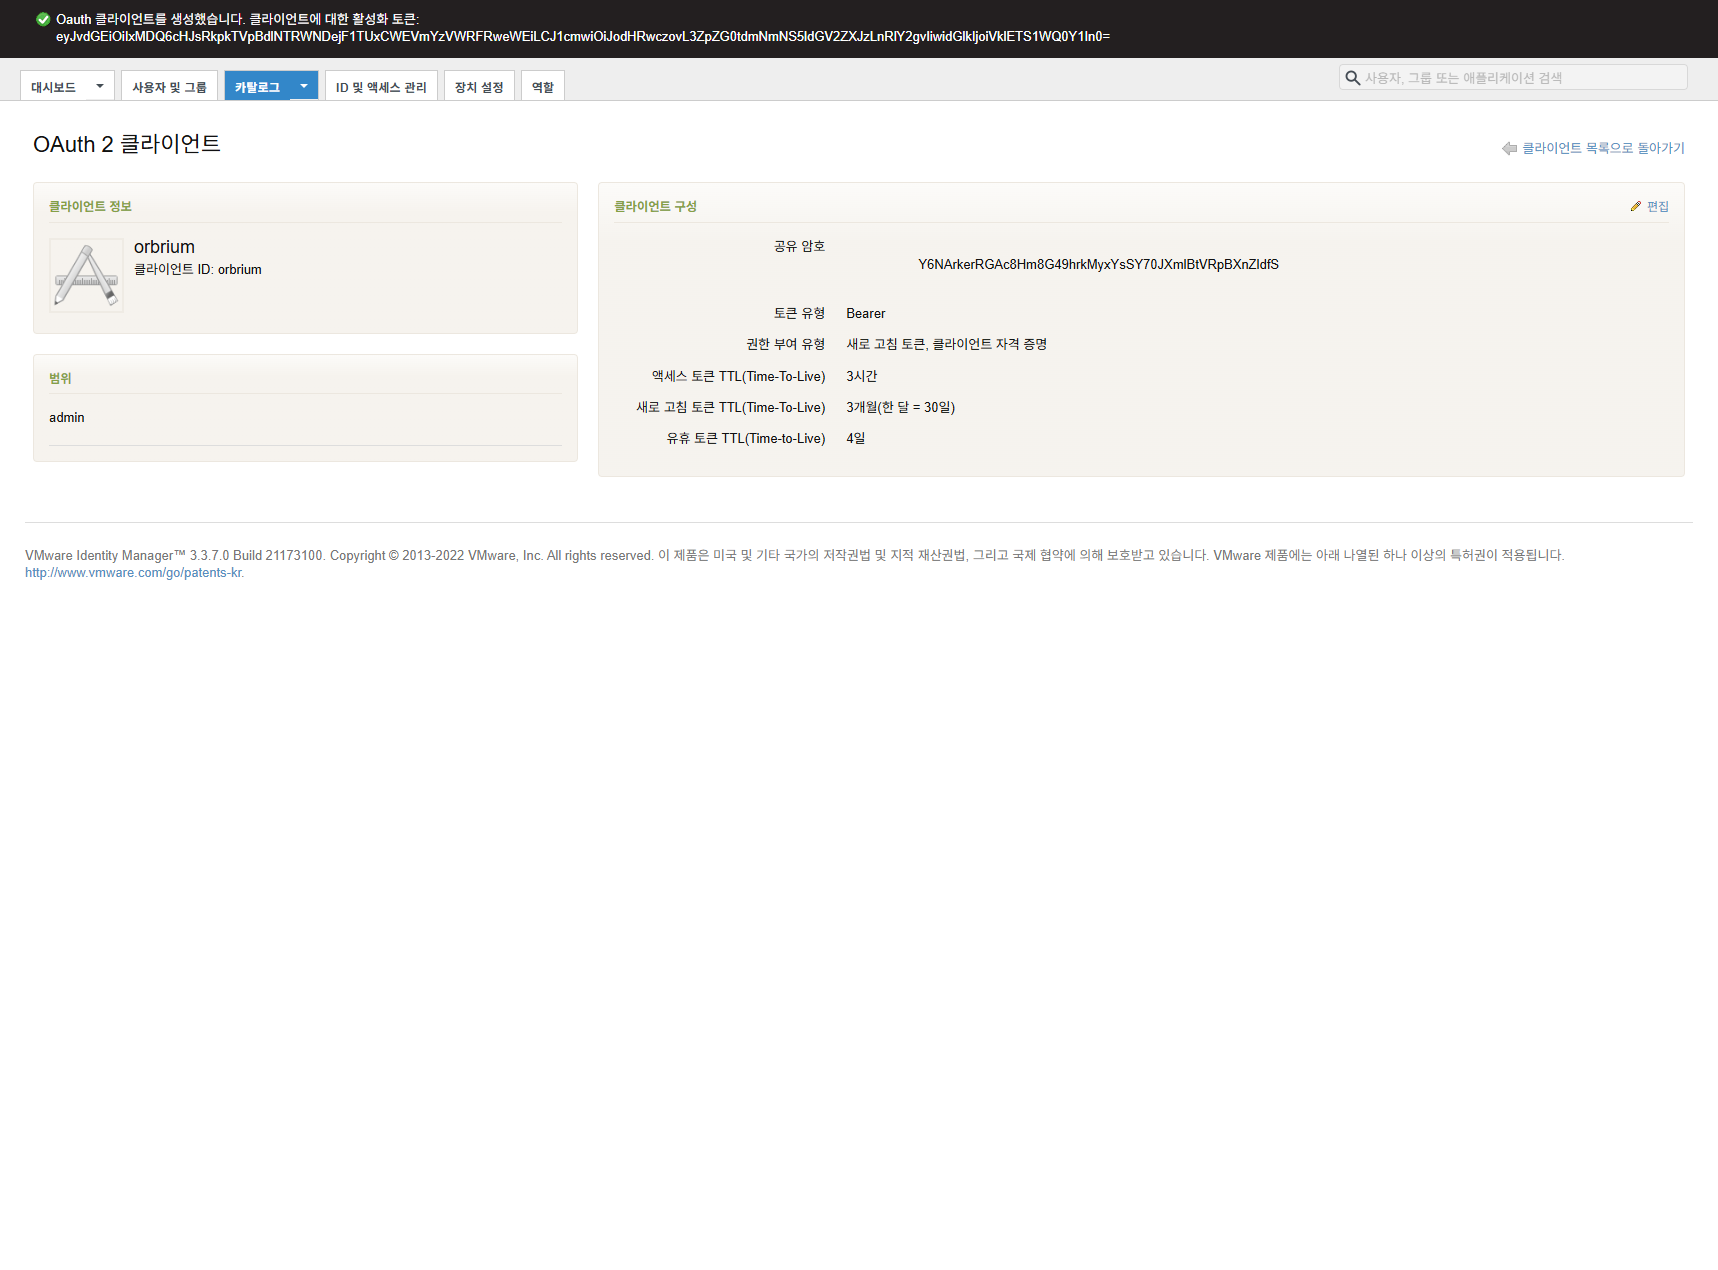 Oauth 클라이언트를 생성했습니다. 클라이언트에 대한 활성화 토큰:
eyJvdGEiOiIxMDQ6cHJsRkpkTVpBdlNTRWNDejF1TUxCWEVmYzVWRFRweWEiLCJ1cmwiOiJodHRwczovL3ZpZG0tdmNmNS5ldGV2ZXJzLnRlY2gvIiwidGlkIjoiVklETS1WQ0Y1In0=
대시보드
사용자 및 그룹
카탈로그
ID 및 액세스 관리
장치 설정
역할
사용자, 그룹 또는 애플리케이션 검색
OAuth 2 클라이언트
클라이언트 목록으로 돌아가기
클라이언트 정보
orbrium
클라이언트 ID: orbrium
범위
admin
클라이언트 구성
편집
공유 암호
Y6NArkerRGAc8Hm8G49hrkMyxYsSY70JXmlBtVRpBXnZldfS
토큰 유형 Bearer
권한 부여 유형 새로 고침 토큰, 클라이언트 자격 증명
액세스 토큰 TTL(Time-To-Live) 3시간
새로 고침 토큰 TTL(Time-To-Live) 3개월(한 달 = 30일)
유휴 토큰 TTL(Time-to-Live) 4일
VMware Identity Manager™ 3.3.7.0 Build 21173100. Copyright © 2013-2022 VMware, Inc. All rights reserved. 이 제품은 미국 및 기타 국가의 저작권법 및 지적 재산권법, 그리고 국제 협약에 의해 보호받고 있습니다. VMware 제품에는 아래 나열된 하나 이상의 특허권이 적용됩니다.
http://www.vmware.com/go/patents-kr.